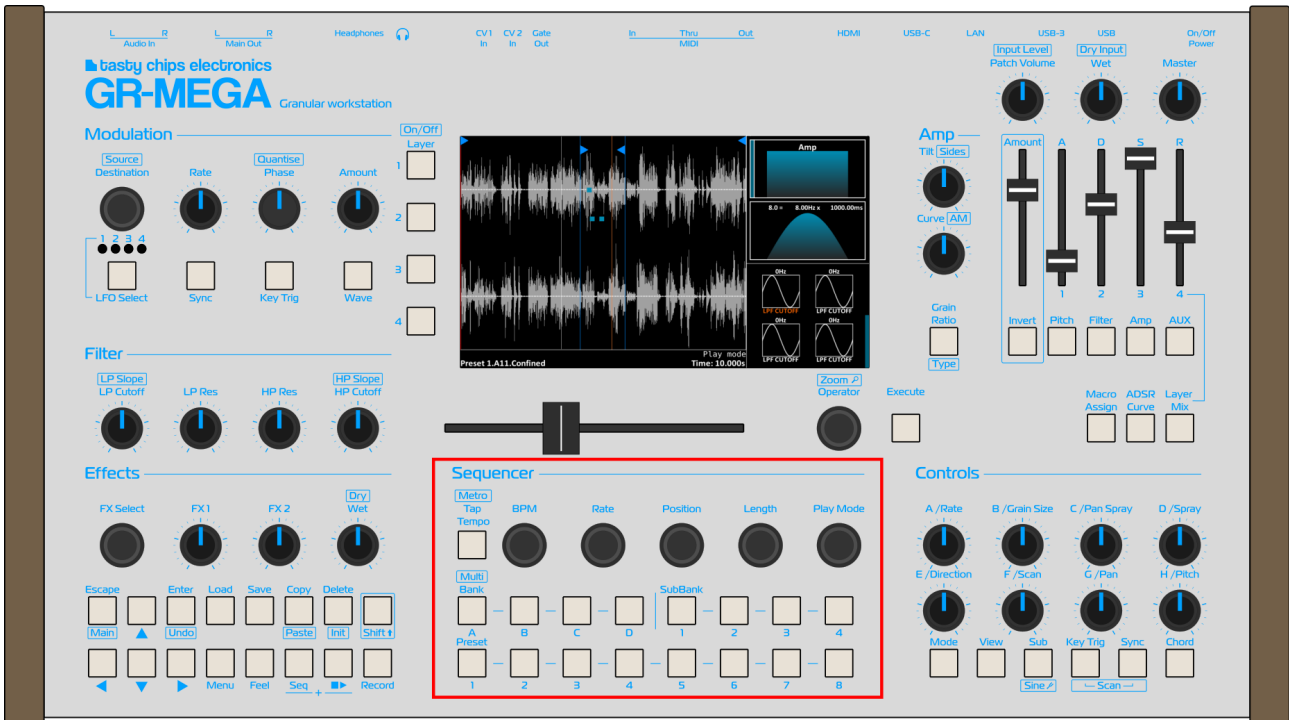 L R L R Headphones CV 1 CV 2 Gate In Thru Out HDMI USB-C LAN USB-3 USB On/Off
Audio In Main Out In In Out MIDI Power
Input Level Dry Input
Patch Volume Wet Master
tasty chips electronics
GR-MEGA Granular workstation
Modulation
On/Off
Layer
Source Quantise
Destination Rate Phase Amount
1
2
3
4
1 2 3 4
LFO Select Sync Key Trig Wave
Amp
8.0 = 8.00Hz x 1000.00ms
0Hz 0Hz
LPF CUTOFF LPF CUTOFF
0Hz 0Hz
LPF CUTOFF LPF CUTOFF
Play mode
Preset 1.A11.Confined Time: 10.000s
Amp
Tilt Sides
Curve AM
Amount A D S R
1 2 3 4
Grain
Ratio
Type
Invert Pitch Filter Amp AUX
Macro ADSR Layer
Assign Curve Mix
Filter
LP Slope HP Slope
LP Cutoff LP Res HP Res HP Cutoff
Zoom
Operator Execute
Effects
Dry
FX Select FX 1 FX 2 Wet
Escape Enter Load Save Copy Delete
Main Undo Paste Init Shift
Menu Feel Seq + Record
Sequencer
Metro
Tap BPM Rate Position Length Play Mode
Tempo
Multi
Bank SubBank
A B C D 1 2 3 4
Preset
1 2 3 4 5 6 7 8
Controls
A /Rate B /Grain Size C /Pan Spray D /Spray
E /Direction F /Scan G /Pan H /Pitch
Mode View Sub Key Trig Sync Chord
Sine Scan